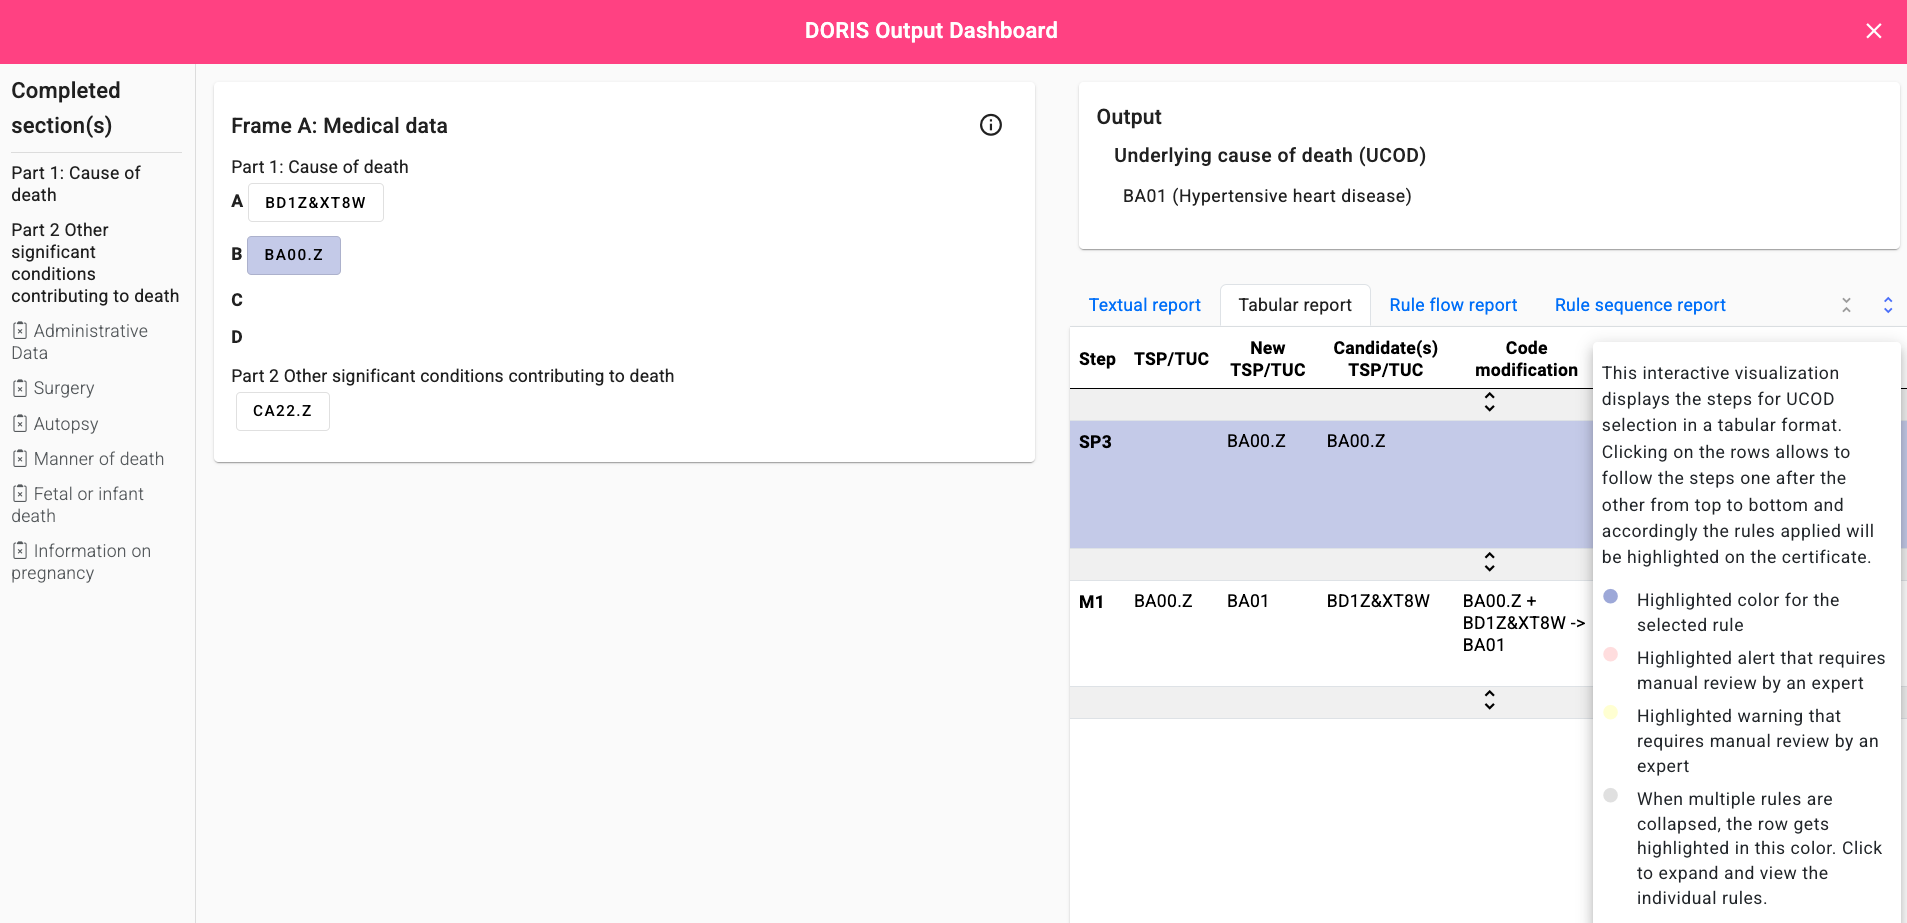 DORIS Output Dashboard
Completed
section(s)
Part 1: Cause of
death
Part 2 Other
significant
conditions
contributing to death
Administrative
Data
Surgery
Autopsy
Manner of death
Fetal or infant
death
Information on
pregnancy
Frame A: Medical data
Part 1: Cause of death
A BD1Z&XT8W
B BA00.Z
C
D
Part 2 Other significant conditions contributing to death
CA22.Z
Output
Underlying cause of death (UCOD)
BA01 (Hypertensive heart disease)
Textual report Tabular report Rule flow report Rule sequence report
Step TSP/TUC New TSP/TUC Candidate(s) TSP/TUC Code modification
SP3 BA00.Z BA00.Z
M1 BA00.Z BA01 BD1Z&XT8W BA00.Z +
BD1Z&XT8W ->
BA01
This interactive visualization
displays the steps for UCOD
selection in a tabular format.
Clicking on the rows allows to
follow the steps one after the
other from top to bottom and
accordingly the rules applied will
be highlighted on the certificate.
Highlighted color for the
selected rule
Highlighted alert that requires
manual review by an expert
Highlighted warning that
requires manual review by an
expert
When multiple rules are
collapsed, the row gets
highlighted in this color. Click
to expand and view the
individual rules.